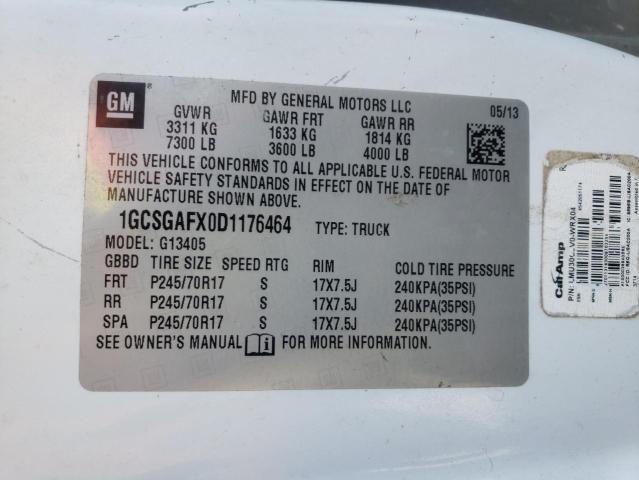 GM
MFD BY GENERAL MOTORS LLC
05/13
GVWR GAWR FRT GAWR RR
3311 KG 1633 KG 1814 KG
7300 LB 3600 LB 4000 LB
THIS VEHICLE CONFORMS TO ALL APPLICABLE U.S. FEDERAL MOTOR
VEHICLE SAFETY STANDARDS IN EFFECT ON THE DATE OF
MANUFACTURE SHOWN ABOVE.
1GCSGAFX0D1176464 TYPE: TRUCK
MODEL: G13405
GBBD TIRE SIZE SPEED RTG RIM COLD TIRE PRESSURE
FRT P245/70R17 S 17X7.5J 240KPA(35PSI)
RR P245/70R17 S 17X7.5J 240KPA(35PSI)
SPA P245/70R17 S 17X7.5J 240KPA(35PSI)
SEE OWNER'S MANUAL FOR MORE INFORMATION.
CalAmp